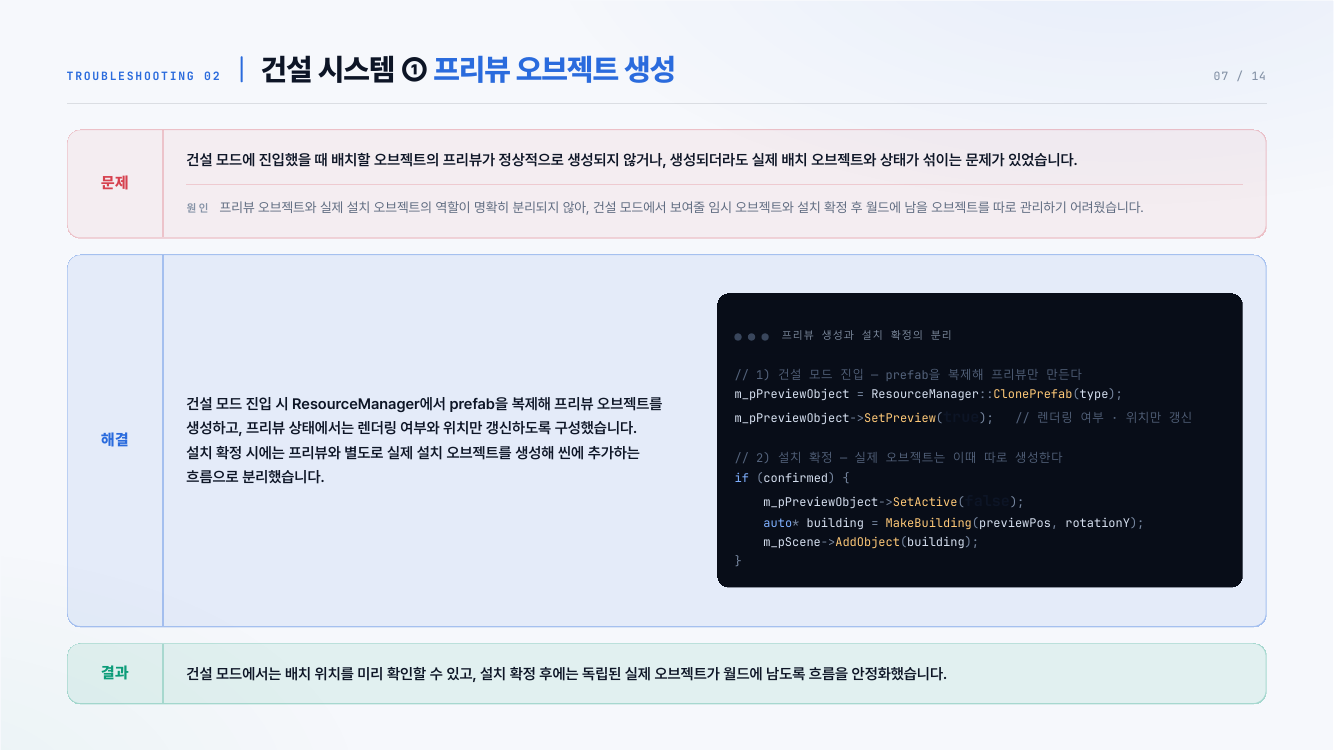 TROUBLESHOOTING 02
건설 시스템 ① 프리뷰 오브젝트 생성
07 / 14
문제
건설 모드에 진입했을 때 배치할 오브젝트의 프리뷰가 정상적으로 생성되지 않거나, 생성되더라도 실제 배치 오브젝트와 상태가 섞이는 문제가 있었습니다.
원인 프리뷰 오브젝트와 실제 설치 오브젝트의 역할이 명확히 분리되지 않아, 건설 모드에서 보여줄 임시 오브젝트와 설치 확정 후 월드에 남을 오브젝트를 따로 관리하기 어려웠습니다.
해결
건설 모드 진입 시 ResourceManager에서 prefab을 복제해 프리뷰 오브젝트를
생성하고, 프리뷰 상태에서는 렌더링 여부와 위치만 갱신하도록 구성했습니다.
설치 확정 시에는 프리뷰와 별도로 실제 설치 오브젝트를 생성해 씬에 추가하는
흐름으로 분리했습니다.
프리뷰 생성과 설치 확정의 분리
// 1) 건설 모드 진입 — prefab을 복제해 프리뷰만 만든다
m_pPreviewObject = ResourceManager::ClonePrefab(type);
m_pPreviewObject->SetPreview(true); // 렌더링 여부 · 위치만 갱신
// 2) 설치 확정 — 실제 오브젝트는 이때 따로 생성한다
if (confirmed) {
m_pPreviewObject->SetActive(false);
auto* building = MakeBuilding(previewPos, rotationY);
m_pScene->AddObject(building);
}
결과
건설 모드에서는 배치 위치를 미리 확인할 수 있고, 설치 확정 후에는 독립된 실제 오브젝트가 월드에 남도록 흐름을 안정화했습니다.